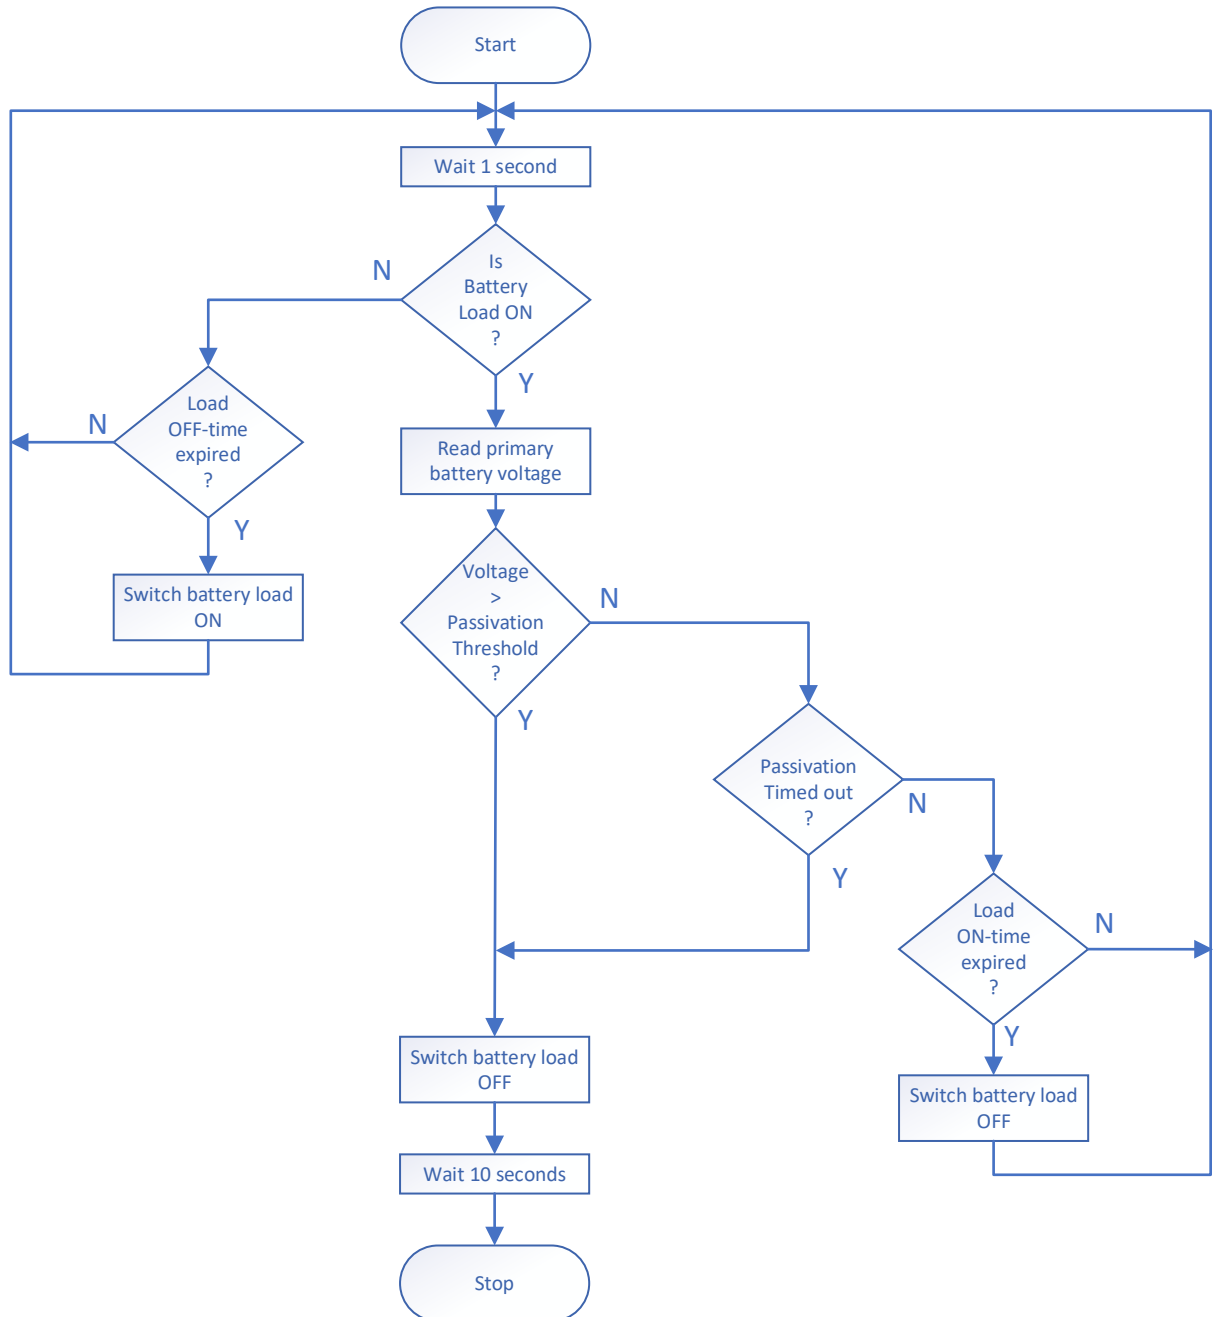 Start
Wait 1 second
Is
Battery
Load ON
?
N
Y
Load
OFF-time
expired
?
N
Y
Switch battery load
ON
Read primary
battery voltage
Voltage
>
Passivation
Threshold
?
N
Y
Passivation
Timed out
?
N
Y
Load
ON-time
expired
?
N
Y
Switch battery load
OFF
Switch battery load
OFF
Wait 10 seconds
Stop